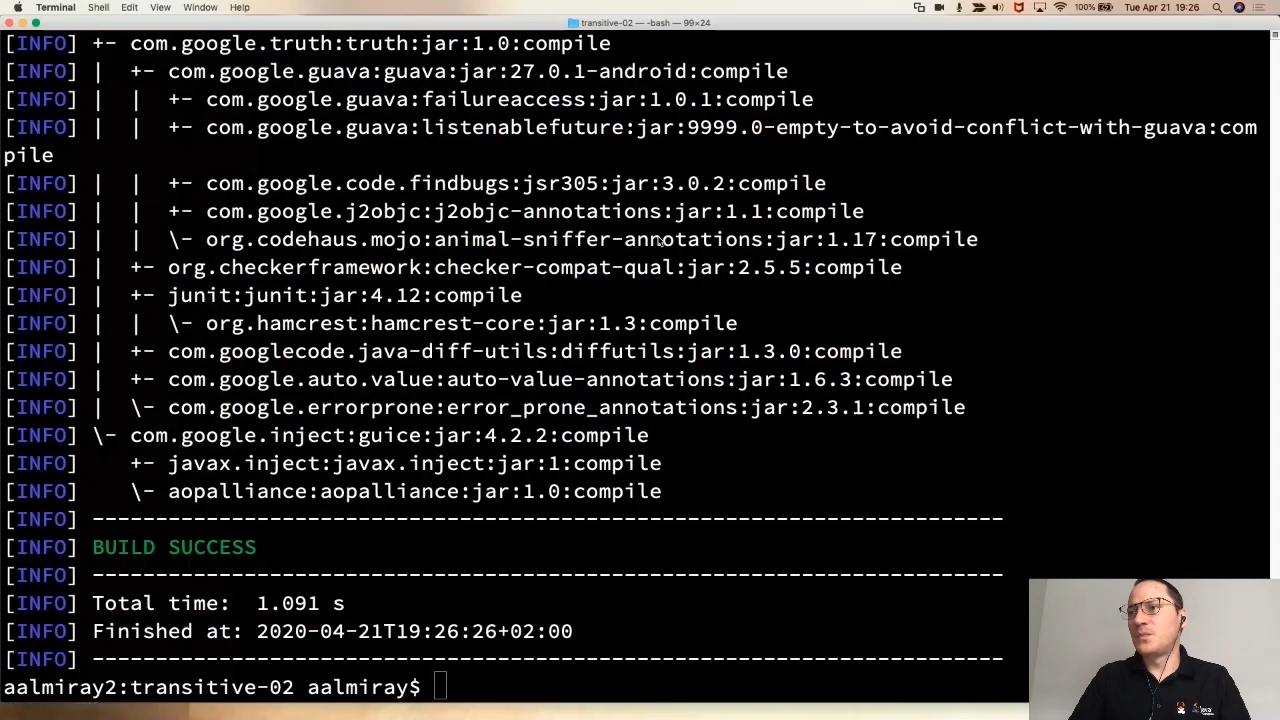 Terminal Shell Edit View Window Help 100% Tue Apr 21 19:26
transitive-02 — -bash — 99×24
[INFO] +- com.google.truth:truth:jar:1.0:compile
[INFO] |  +- com.google.guava:guava:jar:27.0.1-android:compile
[INFO] |  |  +- com.google.guava:failureaccess:jar:1.0.1:compile
[INFO] |  |  +- com.google.guava:listenablefuture:jar:9999.0-empty-to-avoid-conflict-with-guava:com
pile
[INFO] |  |  +- com.google.code.findbugs:jsr305:jar:3.0.2:compile
[INFO] |  |  +- com.google.j2objc:j2objc-annotations:jar:1.1:compile
[INFO] |  |  \- org.codehaus.mojo:animal-sniffer-annotations:jar:1.17:compile
[INFO] |  +- org.checkerframework:checker-compat-qual:jar:2.5.5:compile
[INFO] |  +- junit:junit:jar:4.12:compile
[INFO] |  |  \- org.hamcrest:hamcrest-core:jar:1.3:compile
[INFO] |  +- com.googlecode.java-diff-utils:diffutils:jar:1.3.0:compile
[INFO] |  +- com.google.auto.value:auto-value-annotations:jar:1.6.3:compile
[INFO] |  \- com.google.errorprone:error_prone_annotations:jar:2.3.1:compile
[INFO] \- com.google.inject:guice:jar:4.2.2:compile
[INFO]    +- javax.inject:javax.inject:jar:1:compile
[INFO]    \- aopalliance:aopalliance:jar:1.0:compile
[INFO] ------------------------------------------------------------------------
[INFO] BUILD SUCCESS
[INFO] ------------------------------------------------------------------------
[INFO] Total time:  1.091 s
[INFO] Finished at: 2020-04-21T19:26:26+02:00
[INFO] ------------------------------------------------------------------------
aalmiray2:transitive-02 aalmiray$